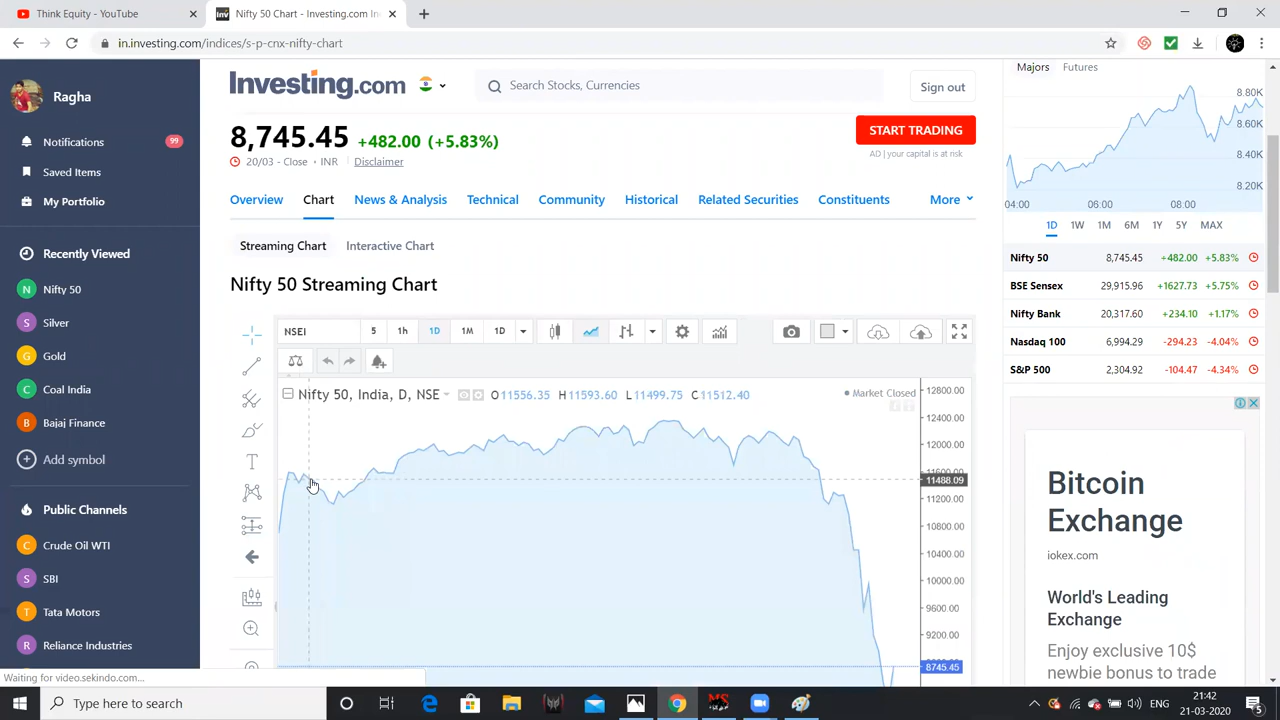 Think Equity - YouTube
Nifty 50 Chart - Investing.com In
in.investing.com/indices/s-p-cnx-nifty-chart
Ragha
Notifications 99
Saved Items
My Portfolio
Recently Viewed
N Nifty 50
S Silver
G Gold
C Coal India
B Bajaj Finance
Add symbol
Public Channels
C Crude Oil WTI
S SBI
T Tata Motors
R Reliance Industries
Waiting for video.sekindo.com...
Investing.com
Search Stocks, Currencies
Sign out
8,745.45 +482.00 (+5.83%)
20/03 - Close • INR Disclaimer
START TRADING
AD | your capital is at risk
Overview Chart News & Analysis Technical Community Historical Related Securities Constituents More
Streaming Chart Interactive Chart
Nifty 50 Streaming Chart
NSEI 5 1h 1D 1M 1D
Nifty 50, India, D, NSE O 11556.35 H 11593.60 L 11499.75 C 11512.40
Market Closed
12800.00
12400.00
12000.00
11600.00
11488.09
11200.00
10800.00
10400.00
10000.00
9600.00
9200.00
8745.45
Majors Futures
8.80K
8.60K
8.40K
8.20K
04:00 06:00 08:00
1D 1W 1M 6M 1Y 5Y MAX
Nifty 50 8,745.45 +482.00 +5.83%
BSE Sensex 29,915.96 +1627.73 +5.75%
Nifty Bank 20,317.60 +234.10 +1.17%
Nasdaq 100 6,994.29 -294.23 -4.04%
S&P 500 2,304.92 -104.47 -4.34%
Bitcoin
Exchange
iokex.com
World's Leading
Exchange
Enjoy exclusive 10$
newbie bonus to trade
Type here to search
ENG
21:42
21-03-2020
5